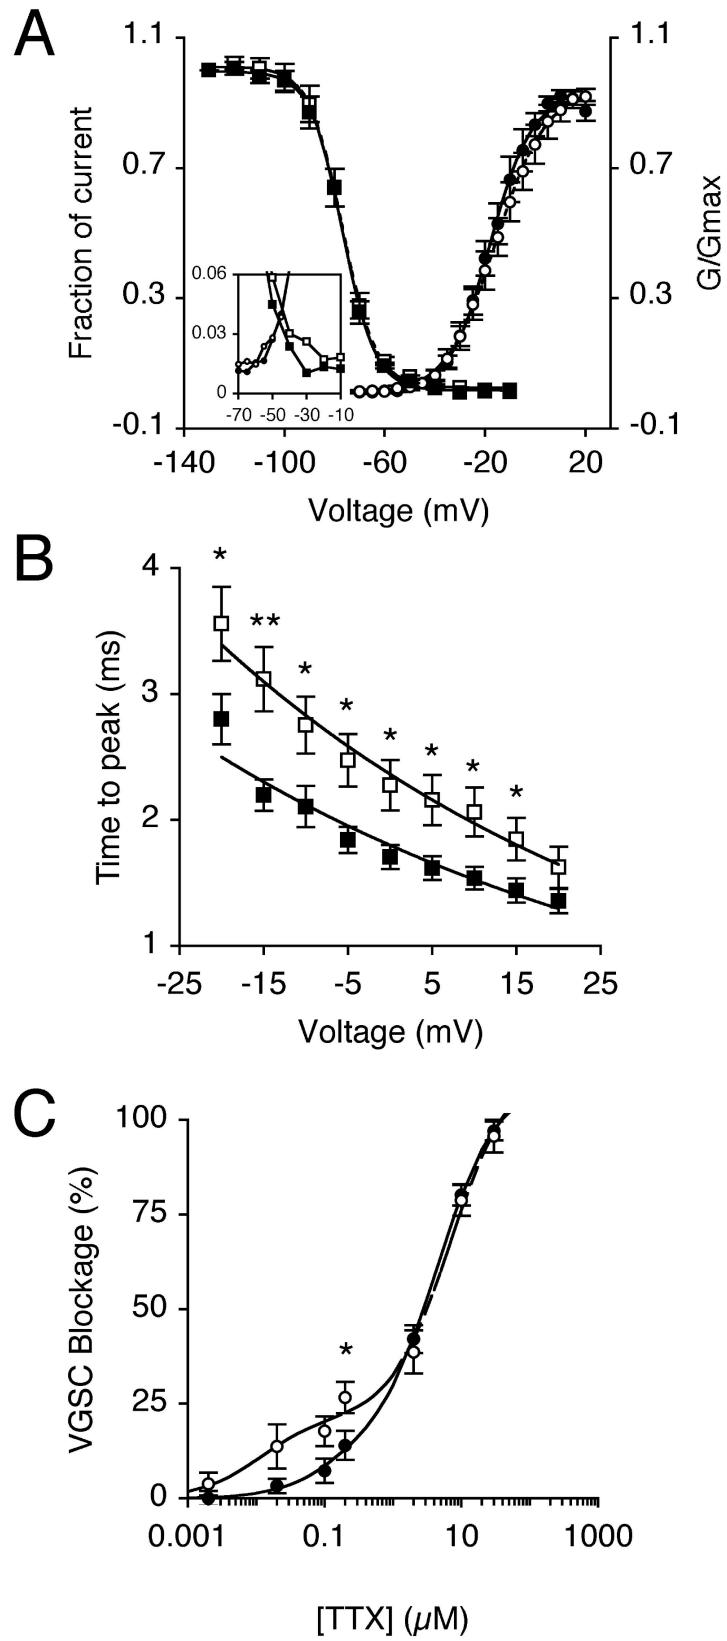 A
1.1
1.1
Fraction of current
G/Gmax
0.7
0.7
0.3
0.3
0.06
0.03
0
-70 -50 -30 -10
-0.1
-0.1
-140 -100 -60 -20 20
Voltage (mV)
B
Time to peak (ms)
4
3
2
1
*
**
*
*
*
*
*
*
-25 -15 -5 5 15 25
Voltage (mV)
C
VGSC Blockage (%)
100
75
50
25
0
*
0.001 0.1 10 1000
[TTX] (μM)